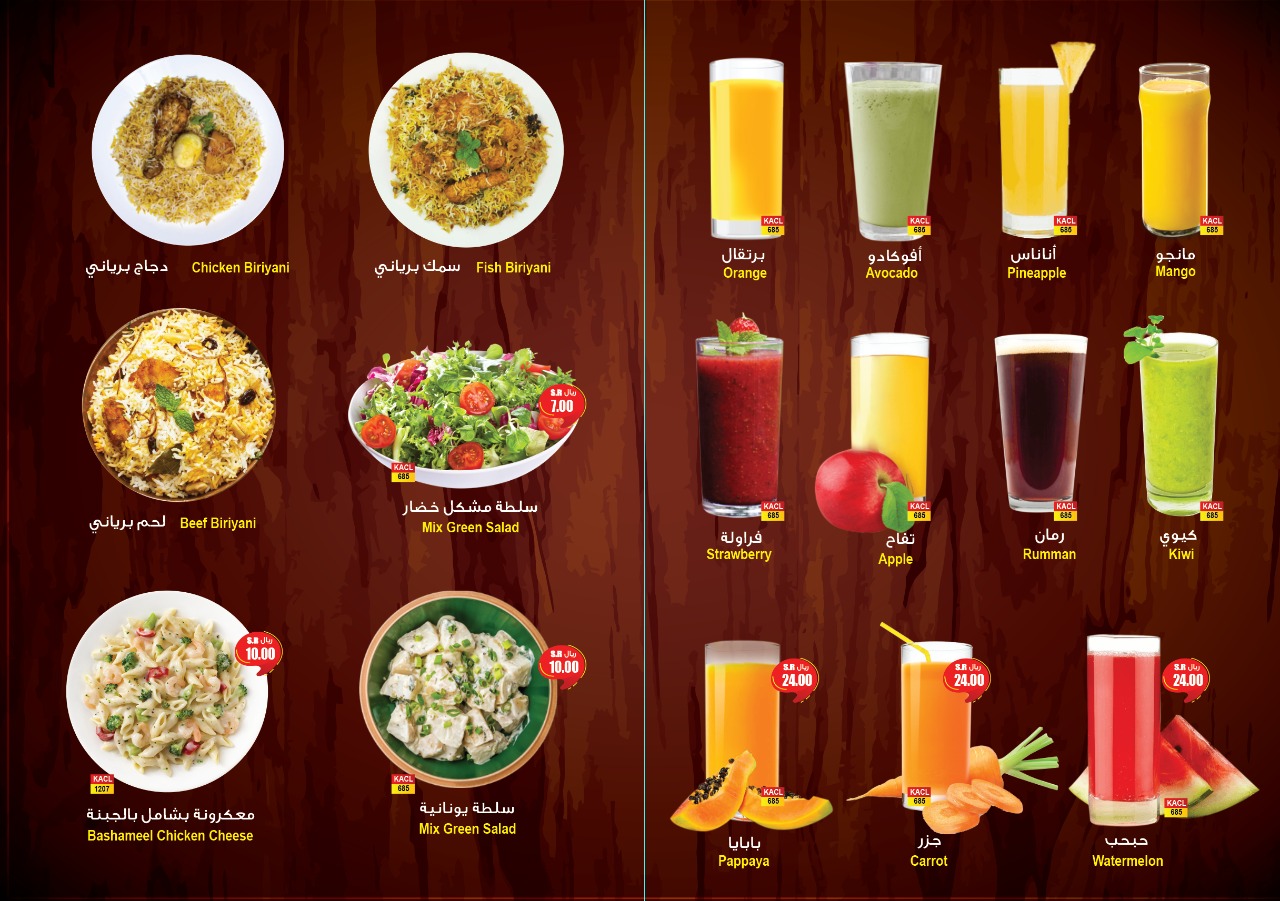 دجاج برياني Chicken Biriyani
سمك برياني Fish Biriyani
لحم برياني Beef Biriyani
S.R ريال
7.00
KACL
685
سلطة مشكل خضار
Mix Green Salad
S.R ريال
10.00
KACL
1207
معكرونة بشامل بالجبنة
Bashameel Chicken Cheese
S.R ريال
10.00
KACL
685
سلطة يونانية
Mix Green Salad
KACL
685
برتقال
Orange
KACL
685
أفوكادو
Avocado
KACL
685
أناناس
Pineapple
KACL
685
مانجو
Mango
KACL
685
فراولة
Strawberry
KACL
685
تفاح
Apple
KACL
685
رمان
Rumman
KACL
685
كيوي
Kiwi
S.R ريال
24.00
KACL
685
بابايا
Pappaya
S.R ريال
24.00
KACL
685
جزر
Carrot
S.R ريال
24.00
KACL
685
حبحب
Watermelon